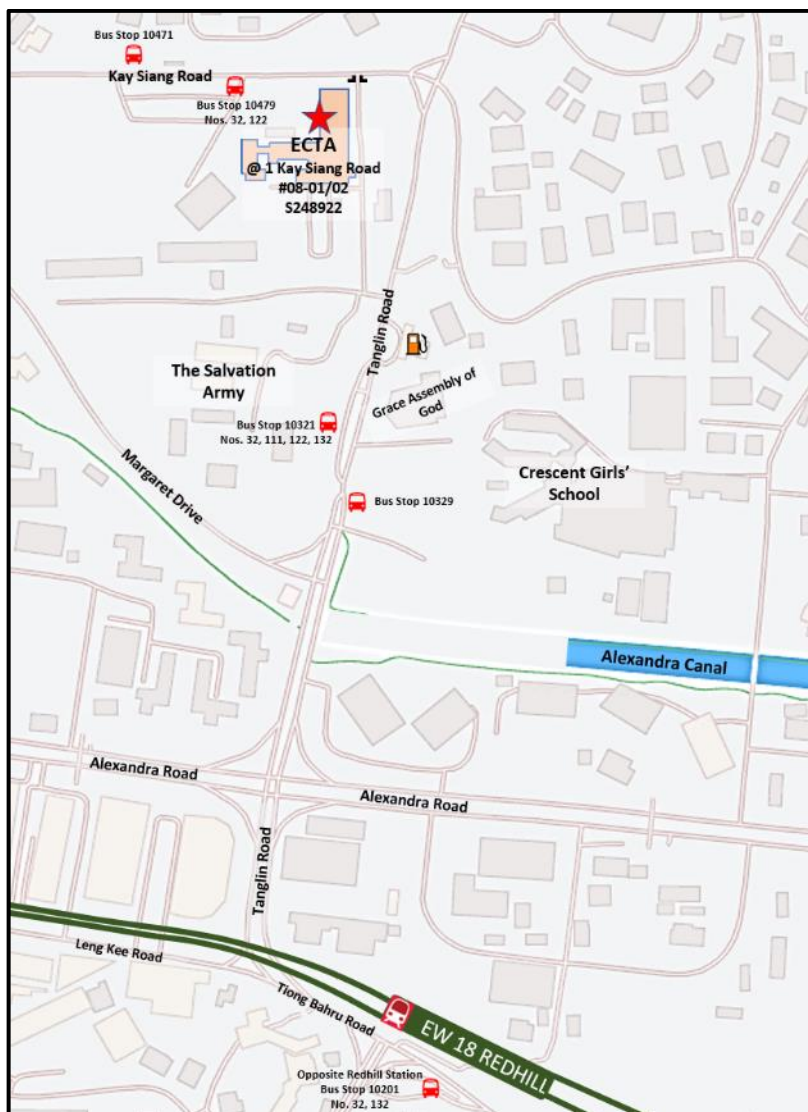 Bus Stop 10471
Kay Siang Road
Bus Stop 10479
Nos. 32, 122
ECTA
@ 1 Kay Siang Road
#08-01/02
S248922
Tanglin Road
The Salvation
Army
Grace Assembly of
God
Bus Stop 10321
Nos. 32, 111, 122, 132
Margaret Drive
Crescent Girls’
School
Bus Stop 10329
Alexandra Canal
Alexandra Road
Alexandra Road
Tanglin Road
Leng Kee Road
Tiong Bahru Road
EW 18 REDHILL
Opposite Redhill Station
Bus Stop 10201
No. 32, 132